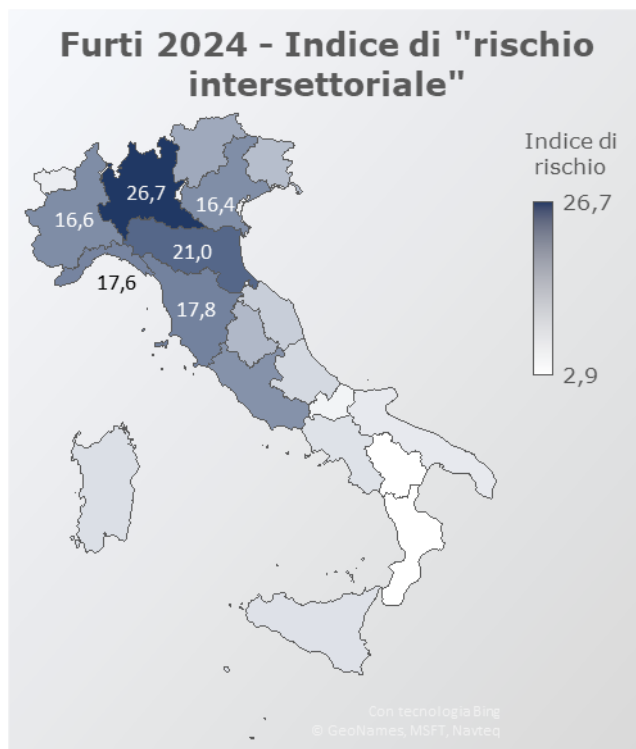 Furti 2024 - Indice di "rischio
intersettoriale"
Indice di
rischio
26,7
2,9
26,7
16,6
16,4
21,0
17,6
17,8
Con tecnologia Bing
© GeoNames, MSFT, Navteq